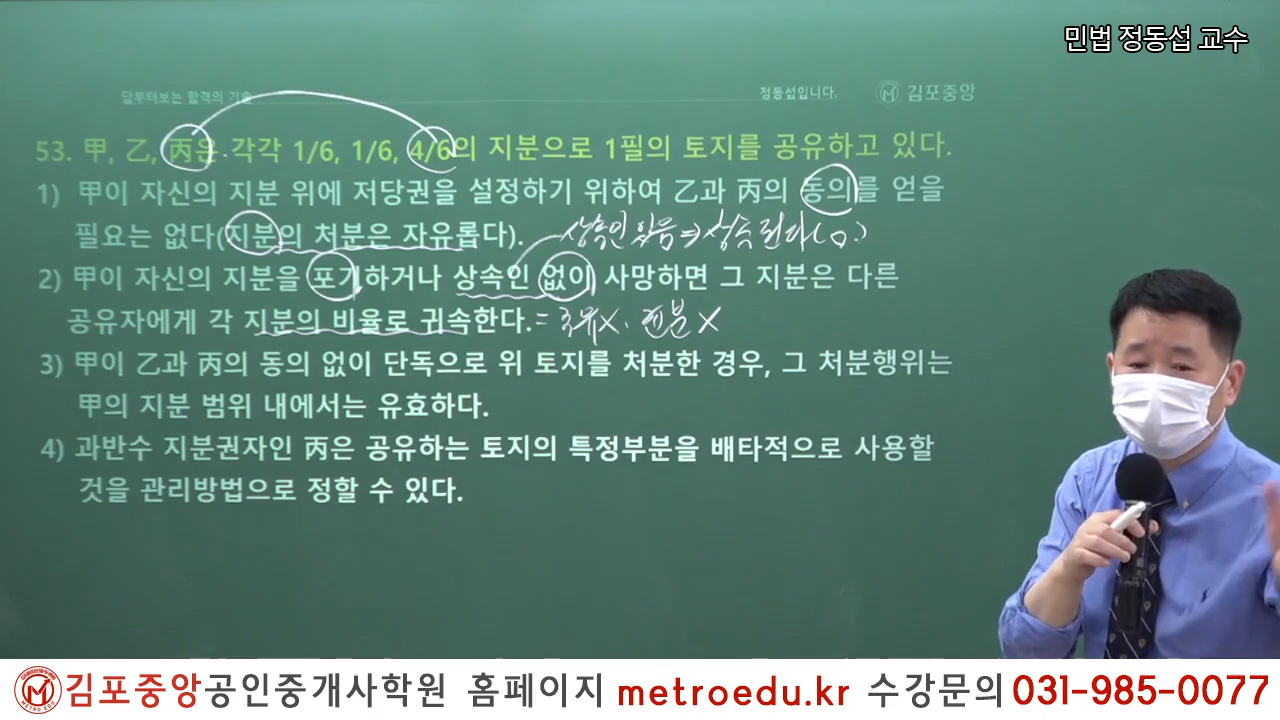 민법 정동섭 교수
달부터보는 합격의 기술
정동섭입니다.
김포중앙
53. 甲, 乙, 丙은 각각 1/6, 1/6, 4/6의 지분으로 1필의 토지를 공유하고 있다.
1) 甲이 자신의 지분 위에 저당권을 설정하기 위하여 乙과 丙의 동의를 얻을
필요는 없다(지분의 처분은 자유롭다).
상속인 있음 ⇒ 상속된다(O.)
2) 甲이 자신의 지분을 포기하거나 상속인 없이 사망하면 그 지분은 다른
공유자에게 각 지분의 비율로 귀속한다.
3) 甲이 乙과 丙의 동의 없이 단독으로 위 토지를 처분한 경우, 그 처분행위는
甲의 지분 범위 내에서는 유효하다.
4) 과반수 지분권자인 丙은 공유하는 토지의 특정부분을 배타적으로 사용할
것을 관리방법으로 정할 수 있다.
METRO EDU
김포중앙공인중개사학원 홈페이지 metroedu.kr 수강문의 031-985-0077